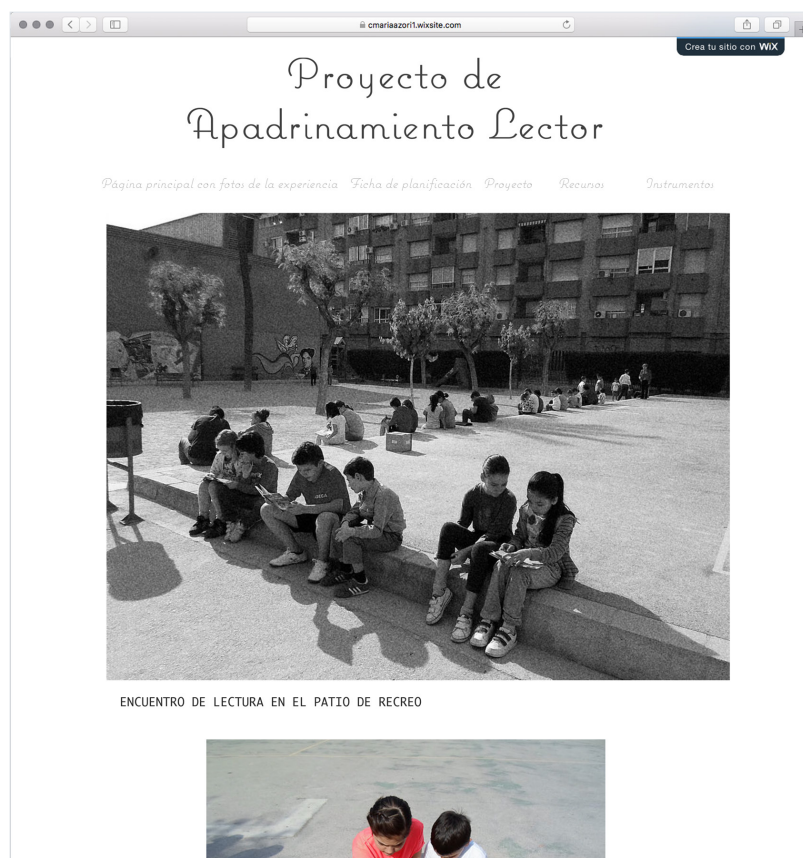 cmariaazori1.wixsite.com
Crea tu sitio con WiX
Proyecto de
Apadrinamiento Lector
Página principal con fotos de la experiencia Ficha de planificación Proyecto Recursos Instrumentos
ENCUENTRO DE LECTURA EN EL PATIO DE RECREO